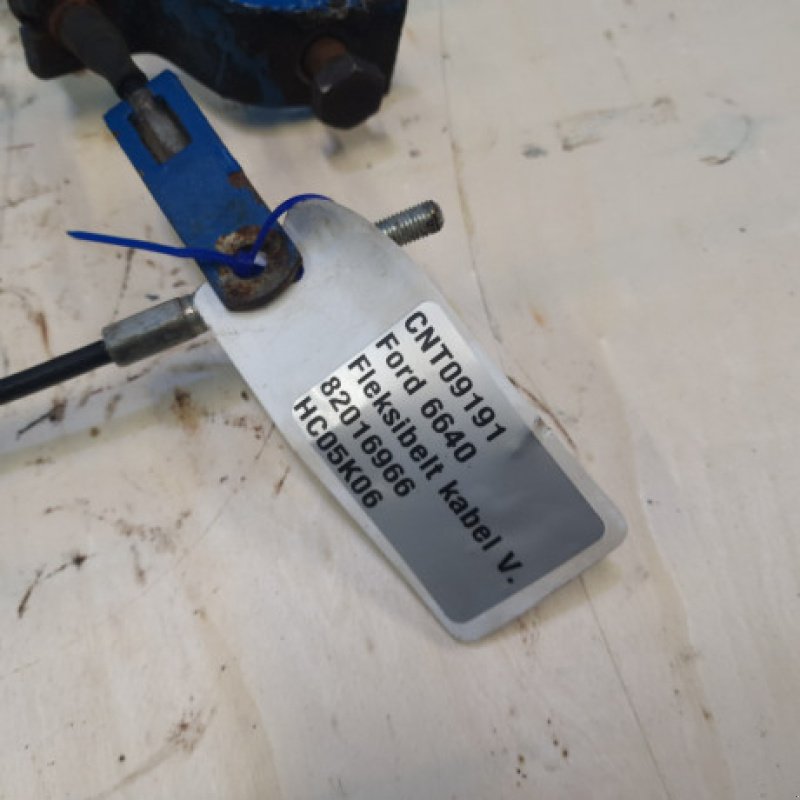 CNT09191
Ford 6640
Fleksibelt kabel V.
82016966
HC05K06